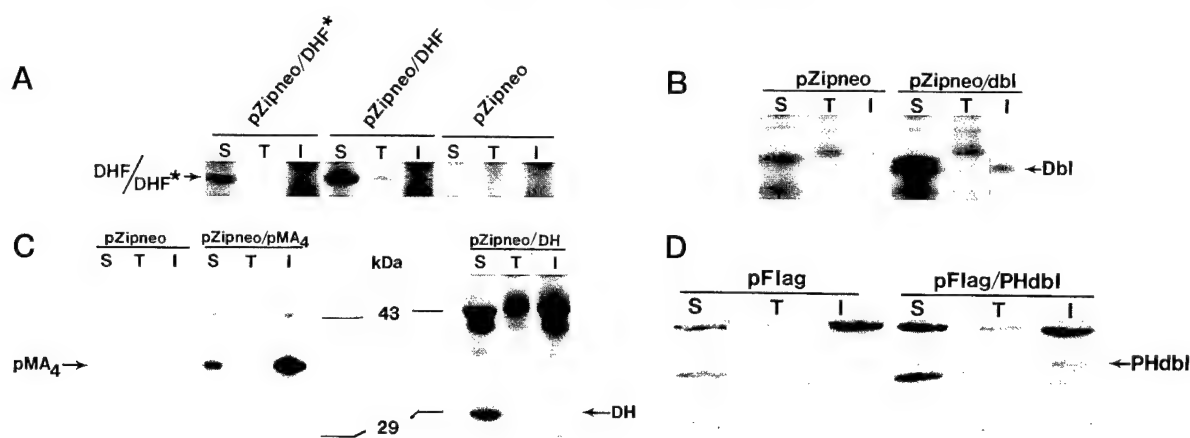 A
pZipneo/DHF*
pZipneo/DHF
pZipneo
S T I S T I S T I
DHF/DHF*
B
pZipneo pZipneo/dbl
S T I S T I
Dbl
C
pZipneo pZipneo/pMA4
S T I S T I
kDa
43
29
pMA4
pZipneo/DH
S T I
DH
D
pFlag pFlag/PHdbl
S T I S T I
PHdbl